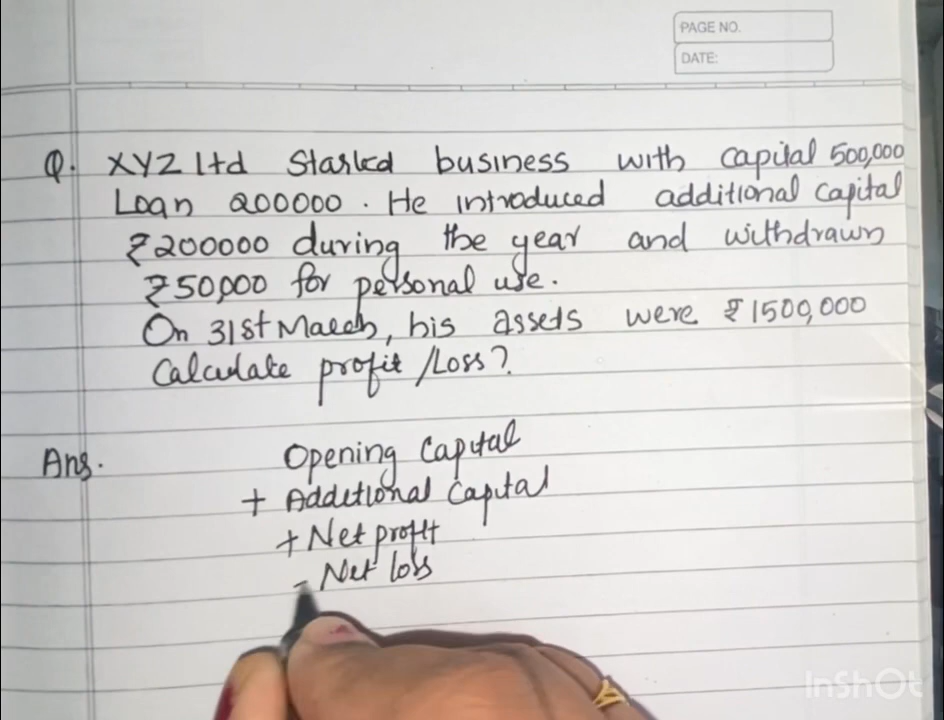 PAGE NO.
DATE:
Q. XYZ ltd Started business with capital 500,000
Loan 200000. He introduced additional capital
₹200000 during the year and withdrawn
₹50,000 for personal use.
On 31st March, his assets were ₹1500,000
Calculate profit /Loss?
Ans. Opening Capital
+ Additional Capital
+ Net profit
- Net loss
InShOt